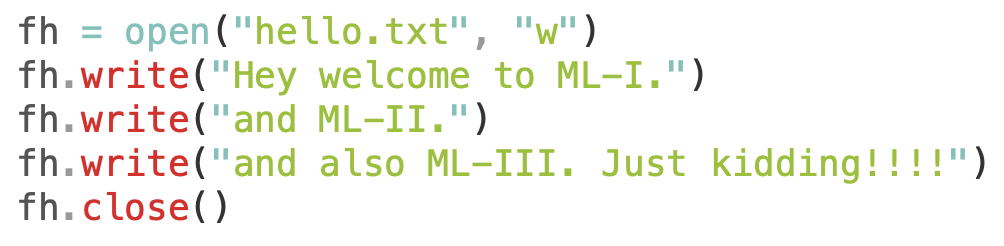 fh = open("hello.txt", "w")
fh.write("Hey welcome to ML-I.")
fh.write("and ML-II.")
fh.write("and also ML-III. Just kidding!!!!")
fh.close()